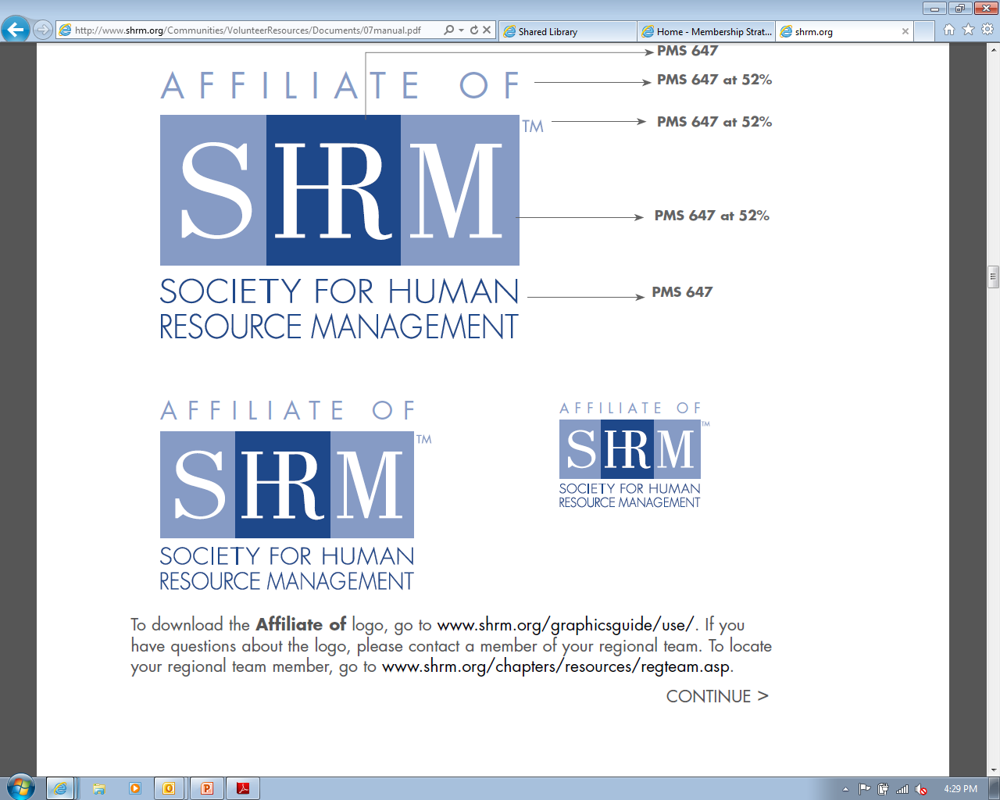 http://www.shrm.org/Communities/VolunteerResources/Documents/07manual.pdf
Shared Library
Home - Membership Strat...
shrm.org
PMS 647
AFFILIATE OF
PMS 647 at 52%
SHRM
TM
PMS 647 at 52%
PMS 647 at 52%
SOCIETY FOR HUMAN
PMS 647
RESOURCE MANAGEMENT
AFFILIATE OF
SHRM
TM
SOCIETY FOR HUMAN
RESOURCE MANAGEMENT
AFFILIATE OF
SHRM
TM
SOCIETY FOR HUMAN
RESOURCE MANAGEMENT
To download the Affiliate of logo, go to www.shrm.org/graphicsguide/use/. If you
have questions about the logo, please contact a member of your regional team. To locate
your regional team member, go to www.shrm.org/chapters/resources/regteam.asp.
CONTINUE >
4:29 PM